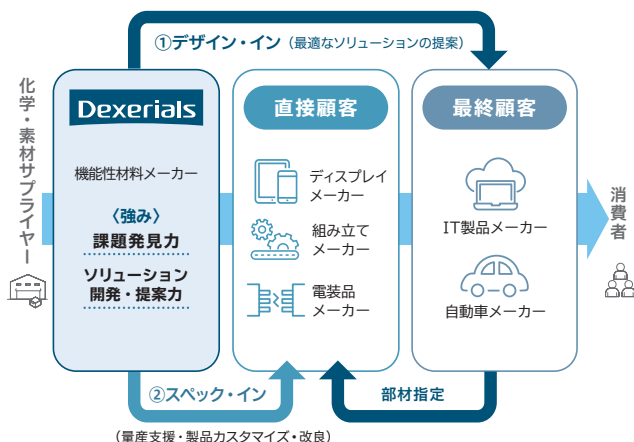 ①デザイン・イン（最適なソリューションの提案）
化学・素材サプライヤー
Dexerials
機能性材料メーカー
〈強み〉
課題発見力
ソリューション
開発・提案力
直接顧客
ディスプレイ
メーカー
組み立て
メーカー
電装品
メーカー
最終顧客
IT製品メーカー
自動車メーカー
消費者
②スペック・イン
部材指定
（量産支援・製品カスタマイズ・改良）